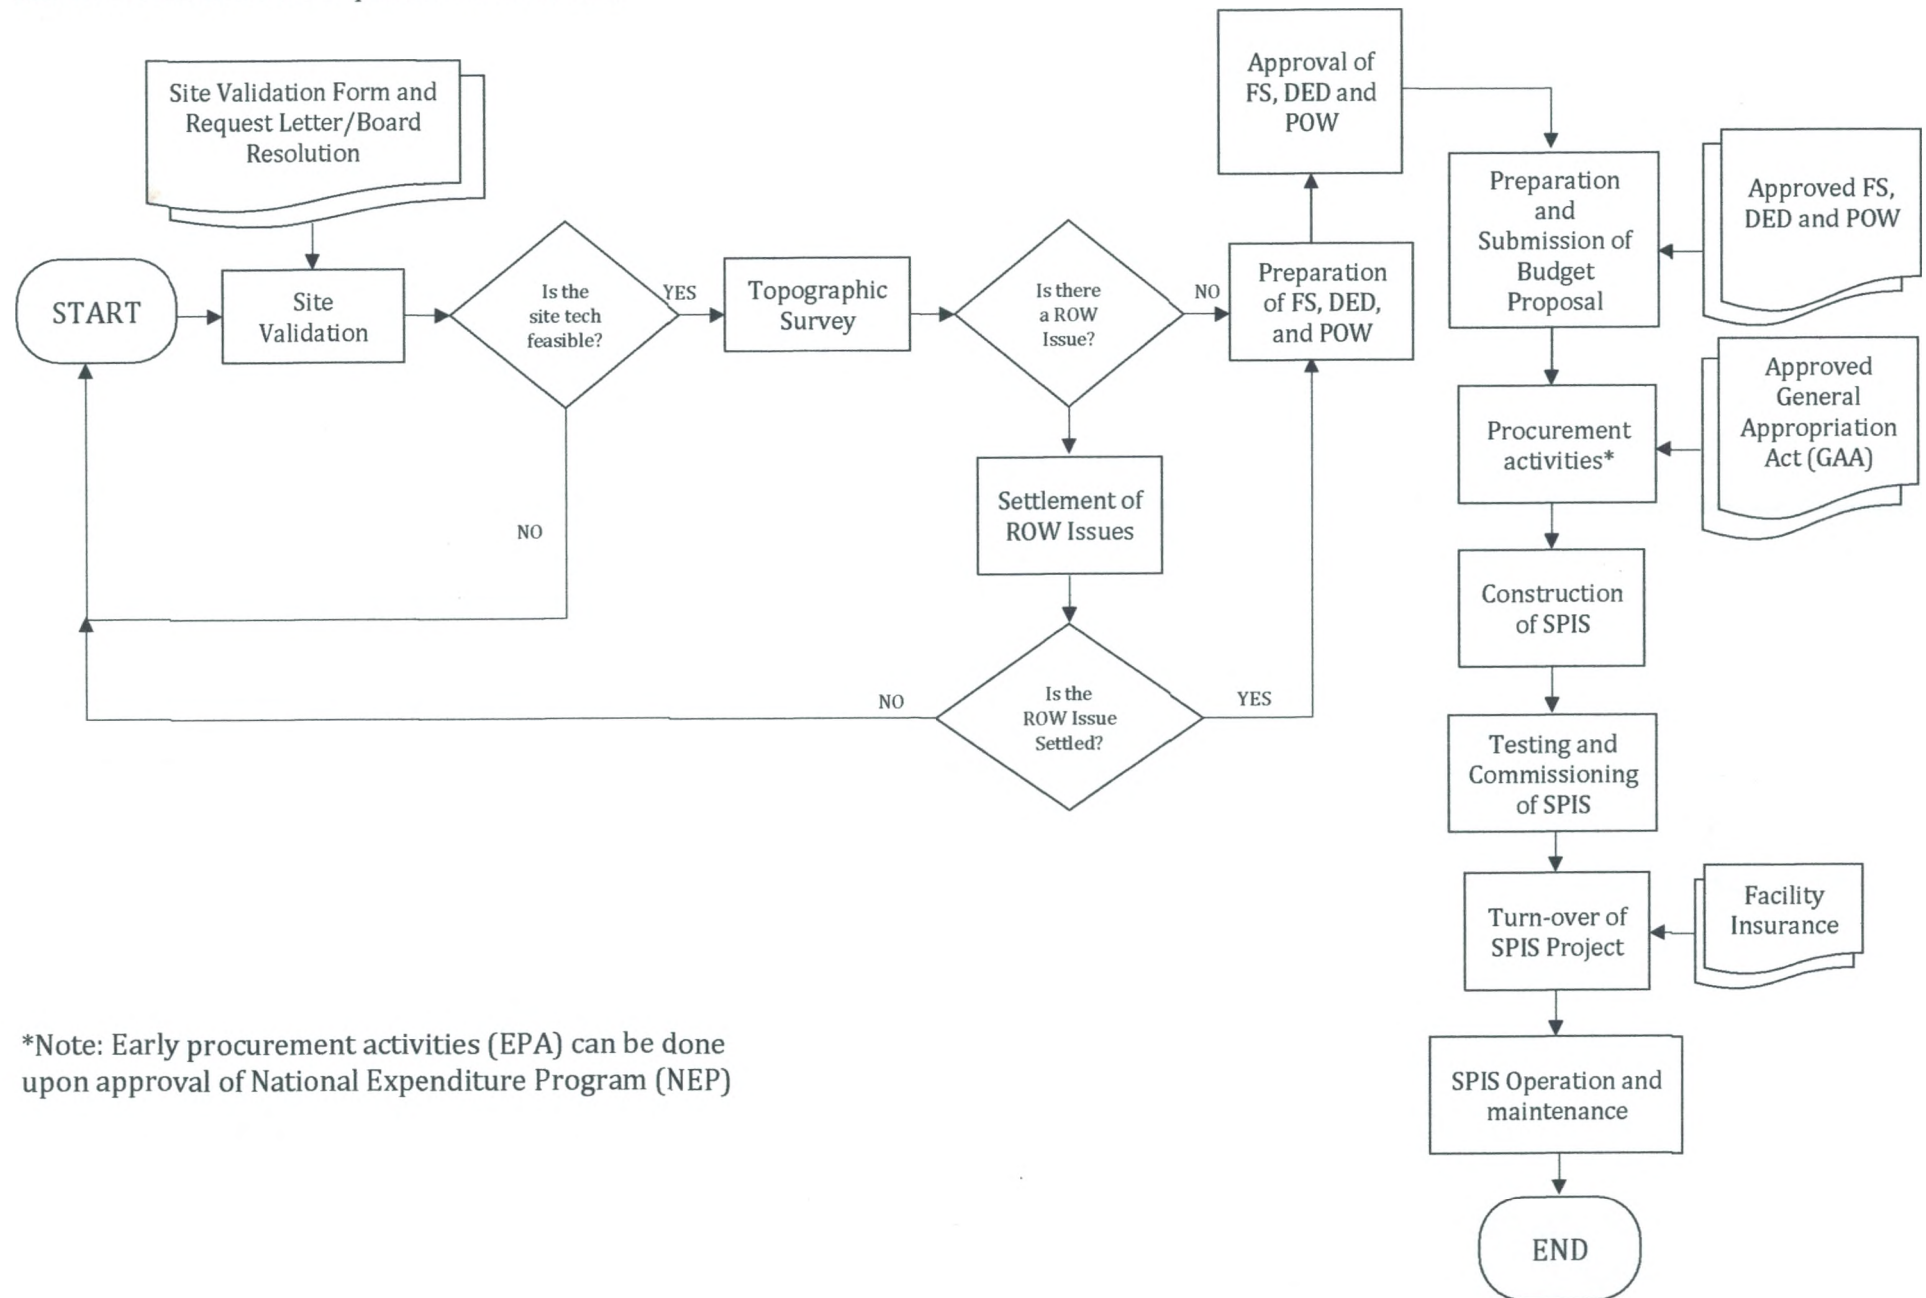 Site Validation Form and
Request Letter/Board
Resolution
START
Site
Validation
Is the
site tech
feasible?
YES
NO
Topographic
Survey
Is there
a ROW
Issue?
NO
Settlement of
ROW Issues
Is the
ROW Issue
Settled?
NO
YES
Preparation
of FS, DED,
and POW
Approval of
FS, DED and
POW
Preparation
and
Submission of
Budget
Proposal
Approved FS,
DED and POW
Procurement
activities*
Approved
General
Appropriation
Act (GAA)
Construction
of SPIS
Testing and
Commissioning
of SPIS
Turn-over of
SPIS Project
Facility
Insurance
SPIS Operation and
maintenance
END
*Note: Early procurement activities (EPA) can be done
upon approval of National Expenditure Program (NEP)